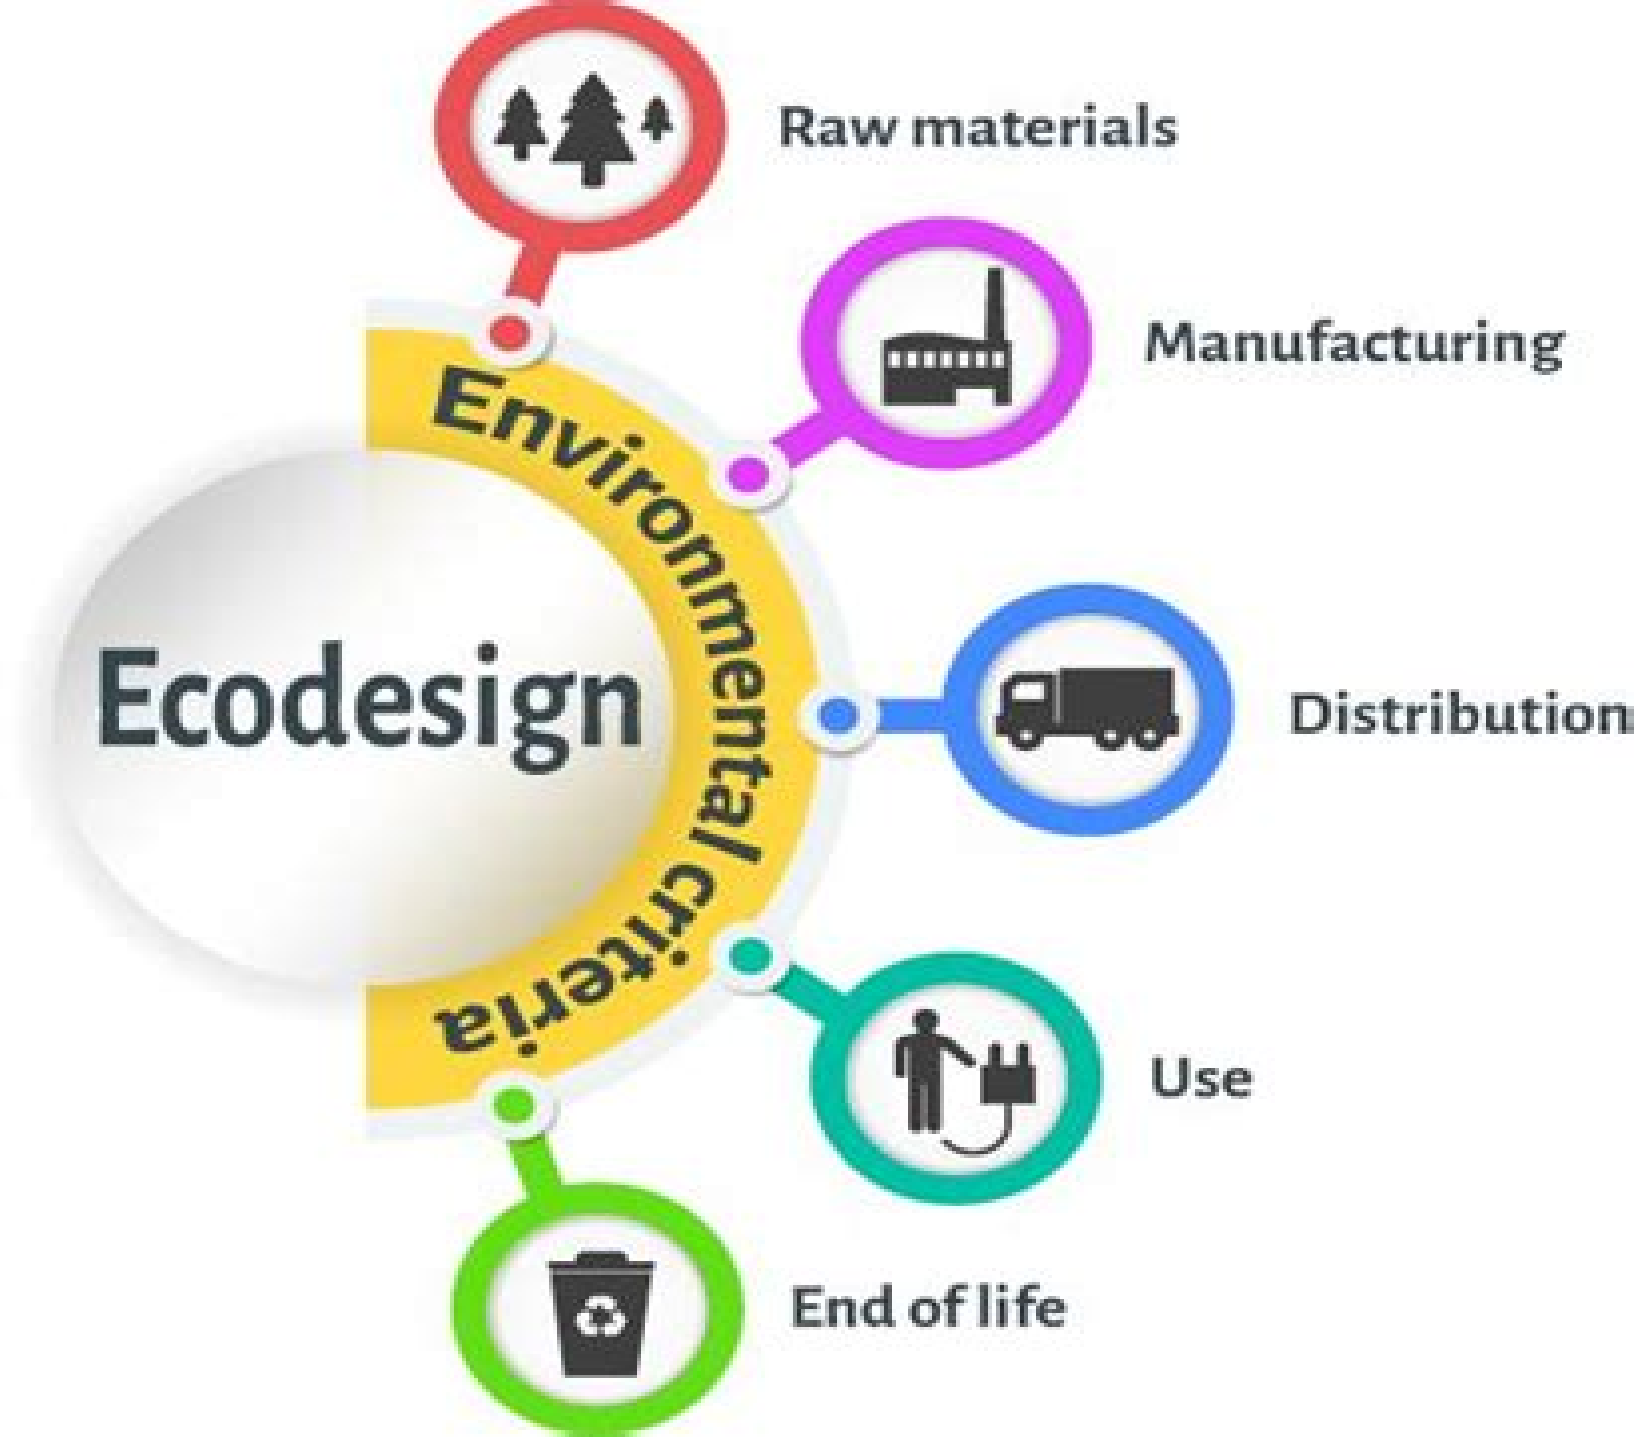 Raw materials
Manufacturing
Environmental criteria
Ecodesign
Distribution
Use
End of life